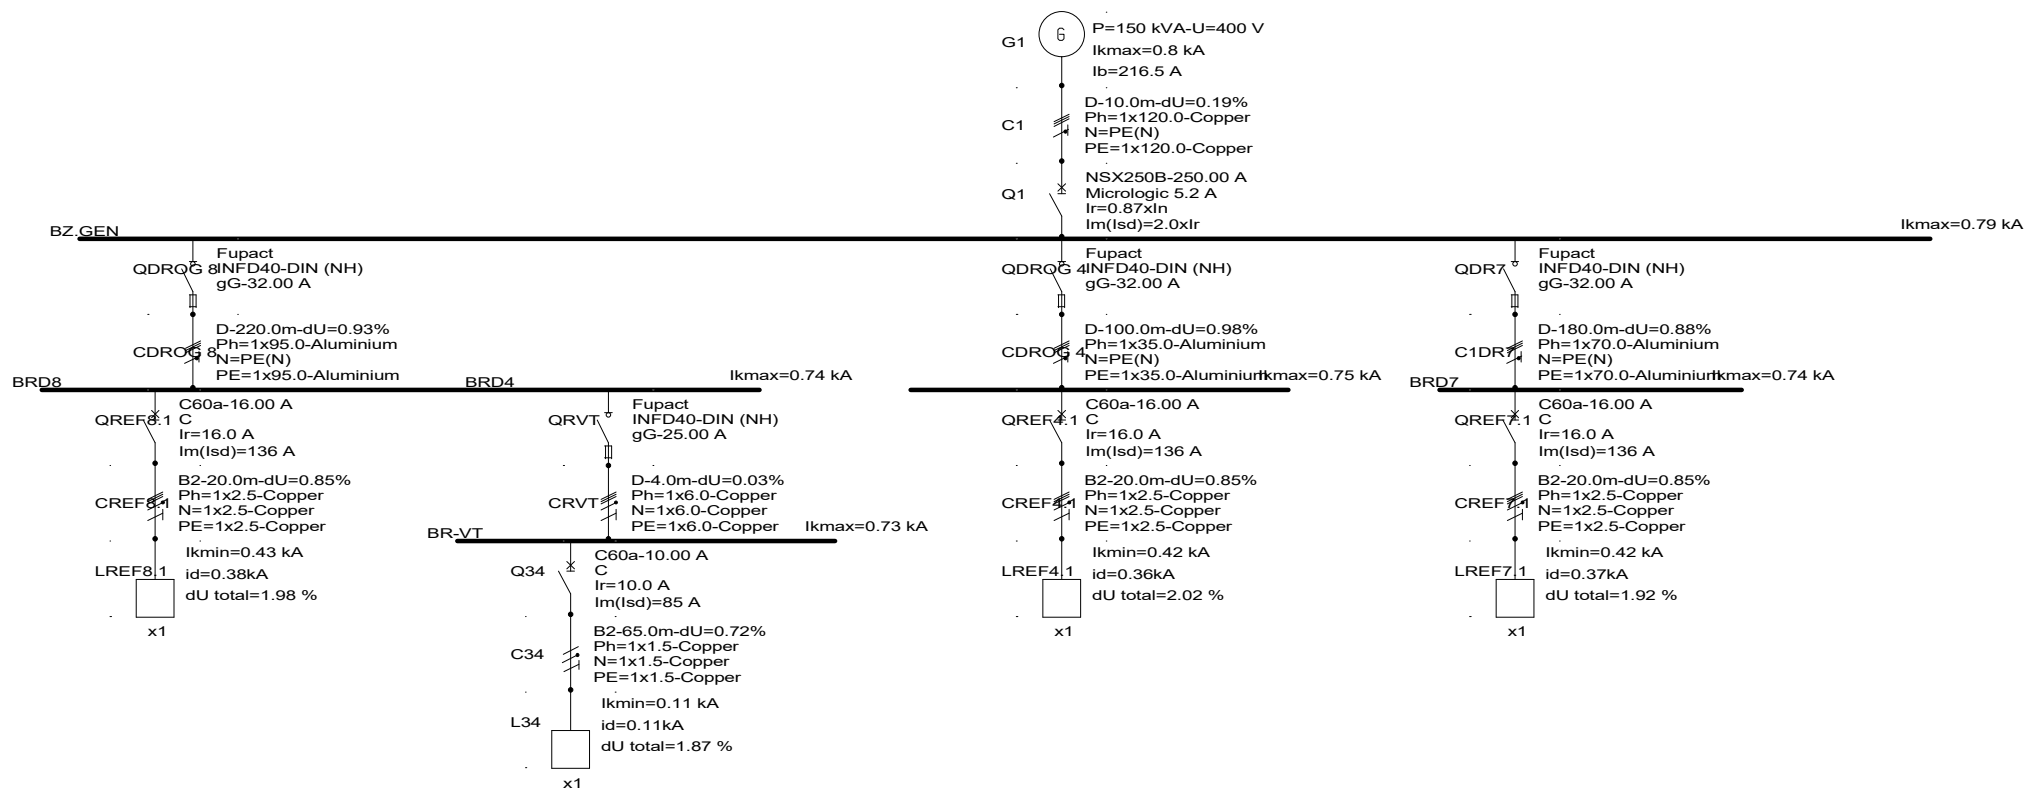 G1
G
P=150 kVA-U=400 V
Ikmax=0.8 kA
Ib=216.5 A
C1
D-10.0m-dU=0.19%
Ph=1x120.0-Copper
N=PE(N)
PE=1x120.0-Copper
Q1
NSX250B-250.00 A
Micrologic 5.2 A
Ir=0.87xIn
Im(Isd)=2.0xIr
BZ.GEN
Ikmax=0.79 kA
QDROG 8
Fupact
INFD40-DIN (NH)
gG-32.00 A
CDROG 8
D-220.0m-dU=0.93%
Ph=1x95.0-Aluminium
N=PE(N)
PE=1x95.0-Aluminium
QDROG 4
Fupact
INFD40-DIN (NH)
gG-32.00 A
CDROG 4
D-100.0m-dU=0.98%
Ph=1x35.0-Aluminium
N=PE(N)
PE=1x35.0-Aluminium
QDR7
Fupact
INFD40-DIN (NH)
gG-32.00 A
C1DR7
D-180.0m-dU=0.88%
Ph=1x70.0-Aluminium
N=PE(N)
PE=1x70.0-Aluminium
BRD8
BRD4
Ikmax=0.74 kA
Ikmax=0.75 kA
BRD7
Ikmax=0.74 kA
QREF8.1
C60a-16.00 A
C
Ir=16.0 A
Im(Isd)=136 A
CREF8.1
B2-20.0m-dU=0.85%
Ph=1x2.5-Copper
N=1x2.5-Copper
PE=1x2.5-Copper
LREF8.1
Ikmin=0.43 kA
id=0.38kA
dU total=1.98 %
x1
QRVT
Fupact
INFD40-DIN (NH)
gG-25.00 A
CRVT
D-4.0m-dU=0.03%
Ph=1x6.0-Copper
N=1x6.0-Copper
PE=1x6.0-Copper
BR-VT
Ikmax=0.73 kA
Q34
C60a-10.00 A
C
Ir=10.0 A
Im(Isd)=85 A
C34
B2-65.0m-dU=0.72%
Ph=1x1.5-Copper
N=1x1.5-Copper
PE=1x1.5-Copper
L34
Ikmin=0.11 kA
id=0.11kA
dU total=1.87 %
x1
QREF4.1
C60a-16.00 A
C
Ir=16.0 A
Im(Isd)=136 A
CREF4.1
B2-20.0m-dU=0.85%
Ph=1x2.5-Copper
N=1x2.5-Copper
PE=1x2.5-Copper
LREF4.1
Ikmin=0.42 kA
id=0.36kA
dU total=2.02 %
x1
QREF7.1
C60a-16.00 A
C
Ir=16.0 A
Im(Isd)=136 A
CREF7.1
B2-20.0m-dU=0.85%
Ph=1x2.5-Copper
N=1x2.5-Copper
PE=1x2.5-Copper
LREF7.1
Ikmin=0.42 kA
id=0.37kA
dU total=1.92 %
x1